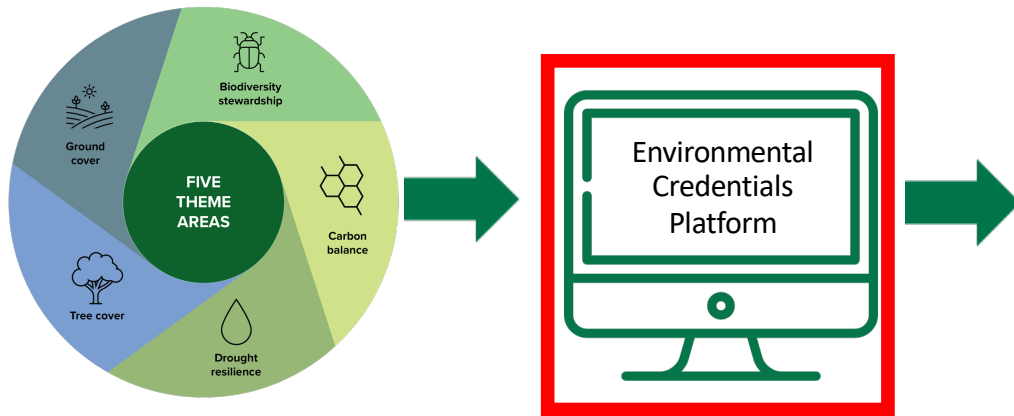 Biodiversity
stewardship
Ground
cover
FIVE
THEME
AREAS
Carbon
balance
Tree cover
Drought
resilience
Environmental
Credentials
Platform